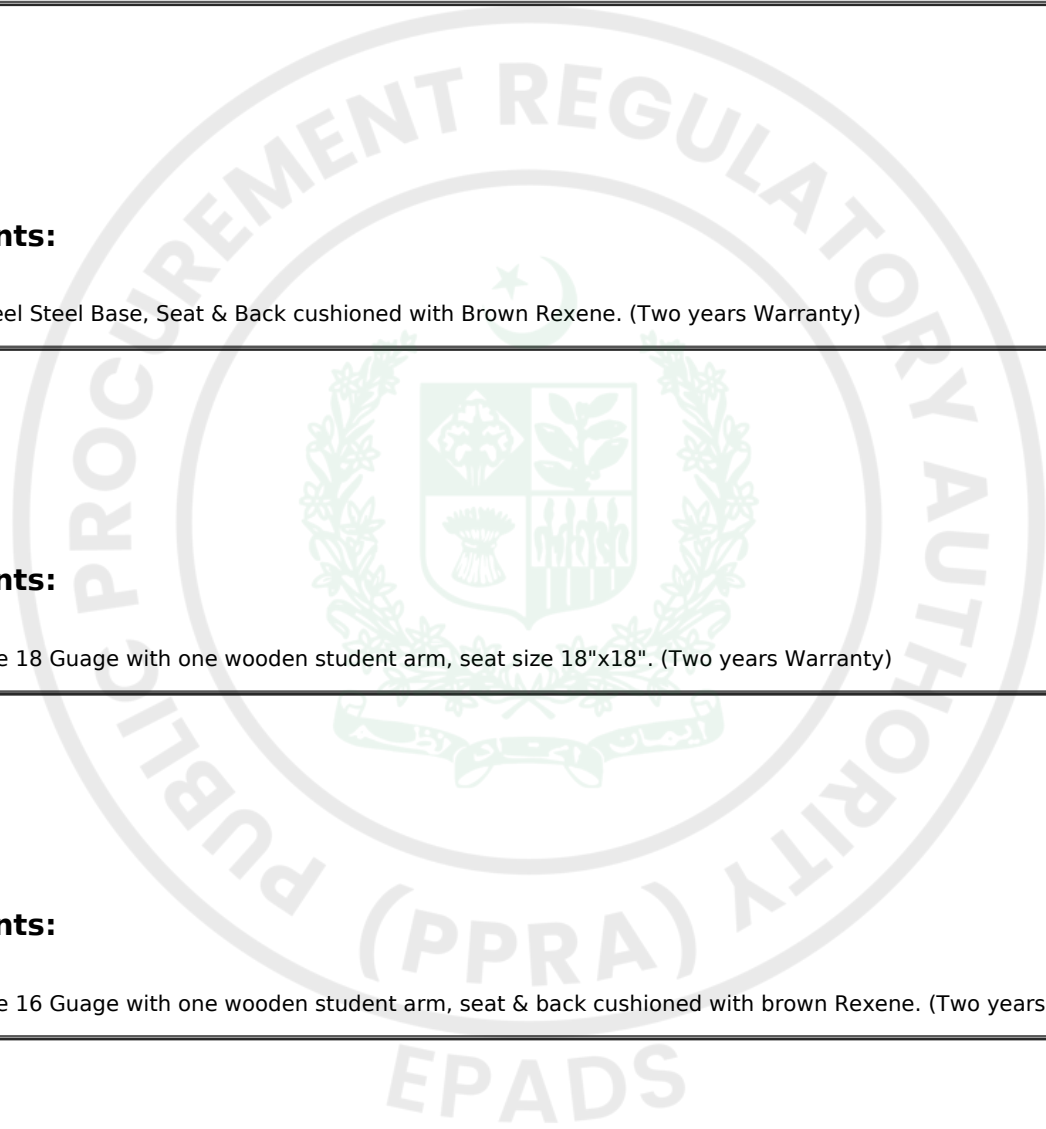 nts:
eel Steel Base, Seat & Back cushioned with Brown Rexene. (Two years Warranty)
nts:
e 18 Guage with one wooden student arm, seat size 18"x18". (Two years Warranty)
nts:
e 16 Guage with one wooden student arm, seat & back cushioned with brown Rexene. (Two years
PUBLIC PROCUREMENT REGULATORY AUTHORITY
(PPRA)
EPADS